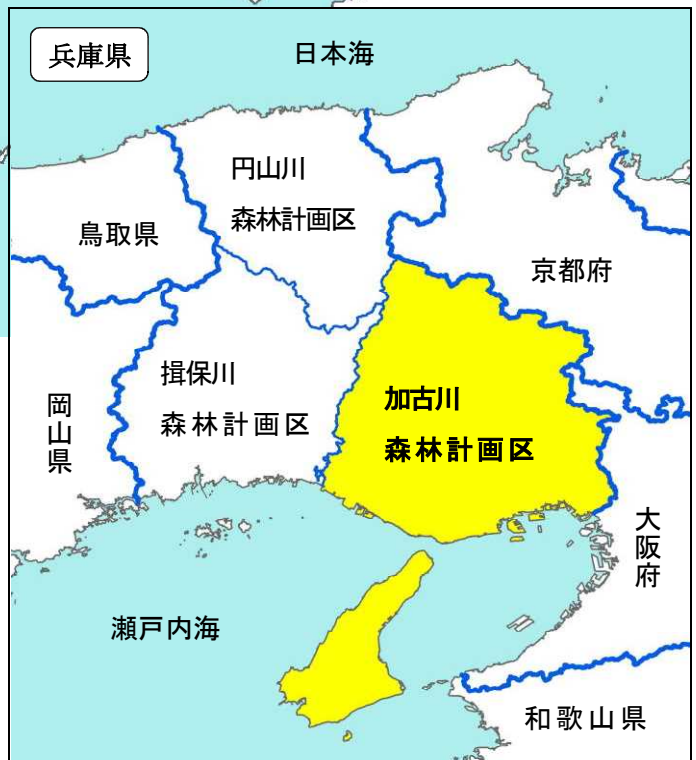 兵庫県
日本海
円山川
森林計画区
鳥取県
京都府
揖保川
森林計画区
岡山県
加古川
森林計画区
大阪府
瀬戸内海
和歌山県